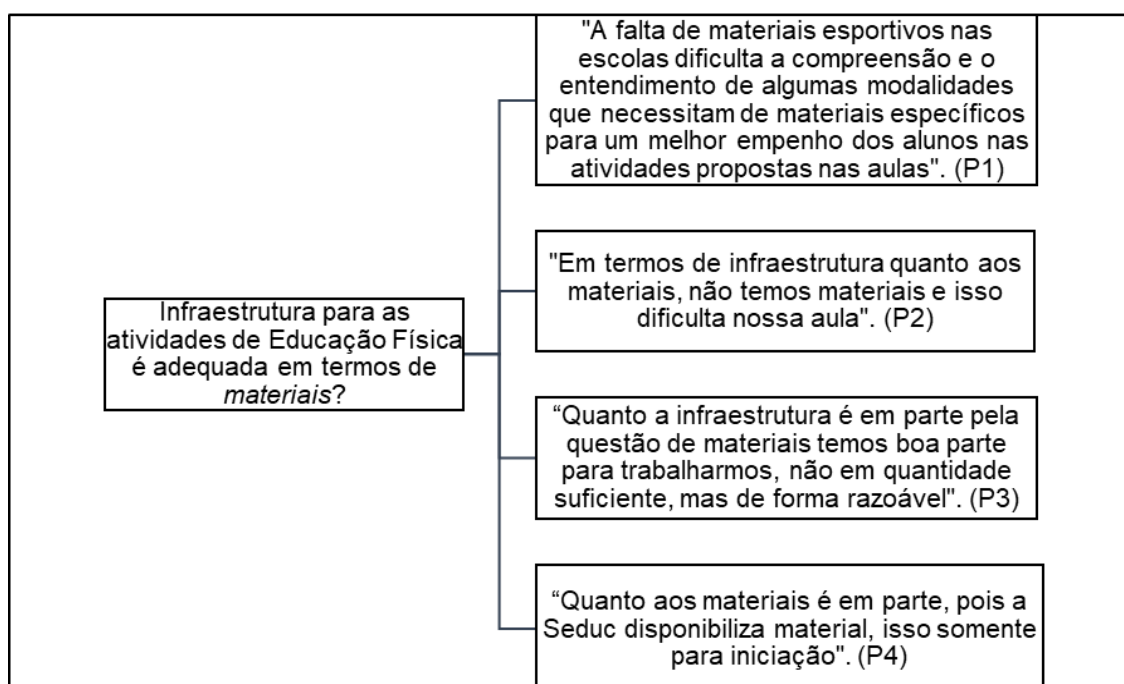 "A falta de materiais esportivos nas
escolas dificulta a compreensão e o
entendimento de algumas modalidades
que necessitam de materiais específicos
para um melhor empenho dos alunos nas
atividades propostas nas aulas". (P1)
"Em termos de infraestrutura quanto aos
materiais, não temos materiais e isso
dificulta nossa aula". (P2)
Infraestrutura para as
atividades de Educação Física
é adequada em termos de
materiais?
“Quanto a infraestrutura é em parte pela
questão de materiais temos boa parte
para trabalharmos, não em quantidade
suficiente, mas de forma razoável". (P3)
“Quanto aos materiais é em parte, pois a
Seduc disponibiliza material, isso somente
para iniciação". (P4)